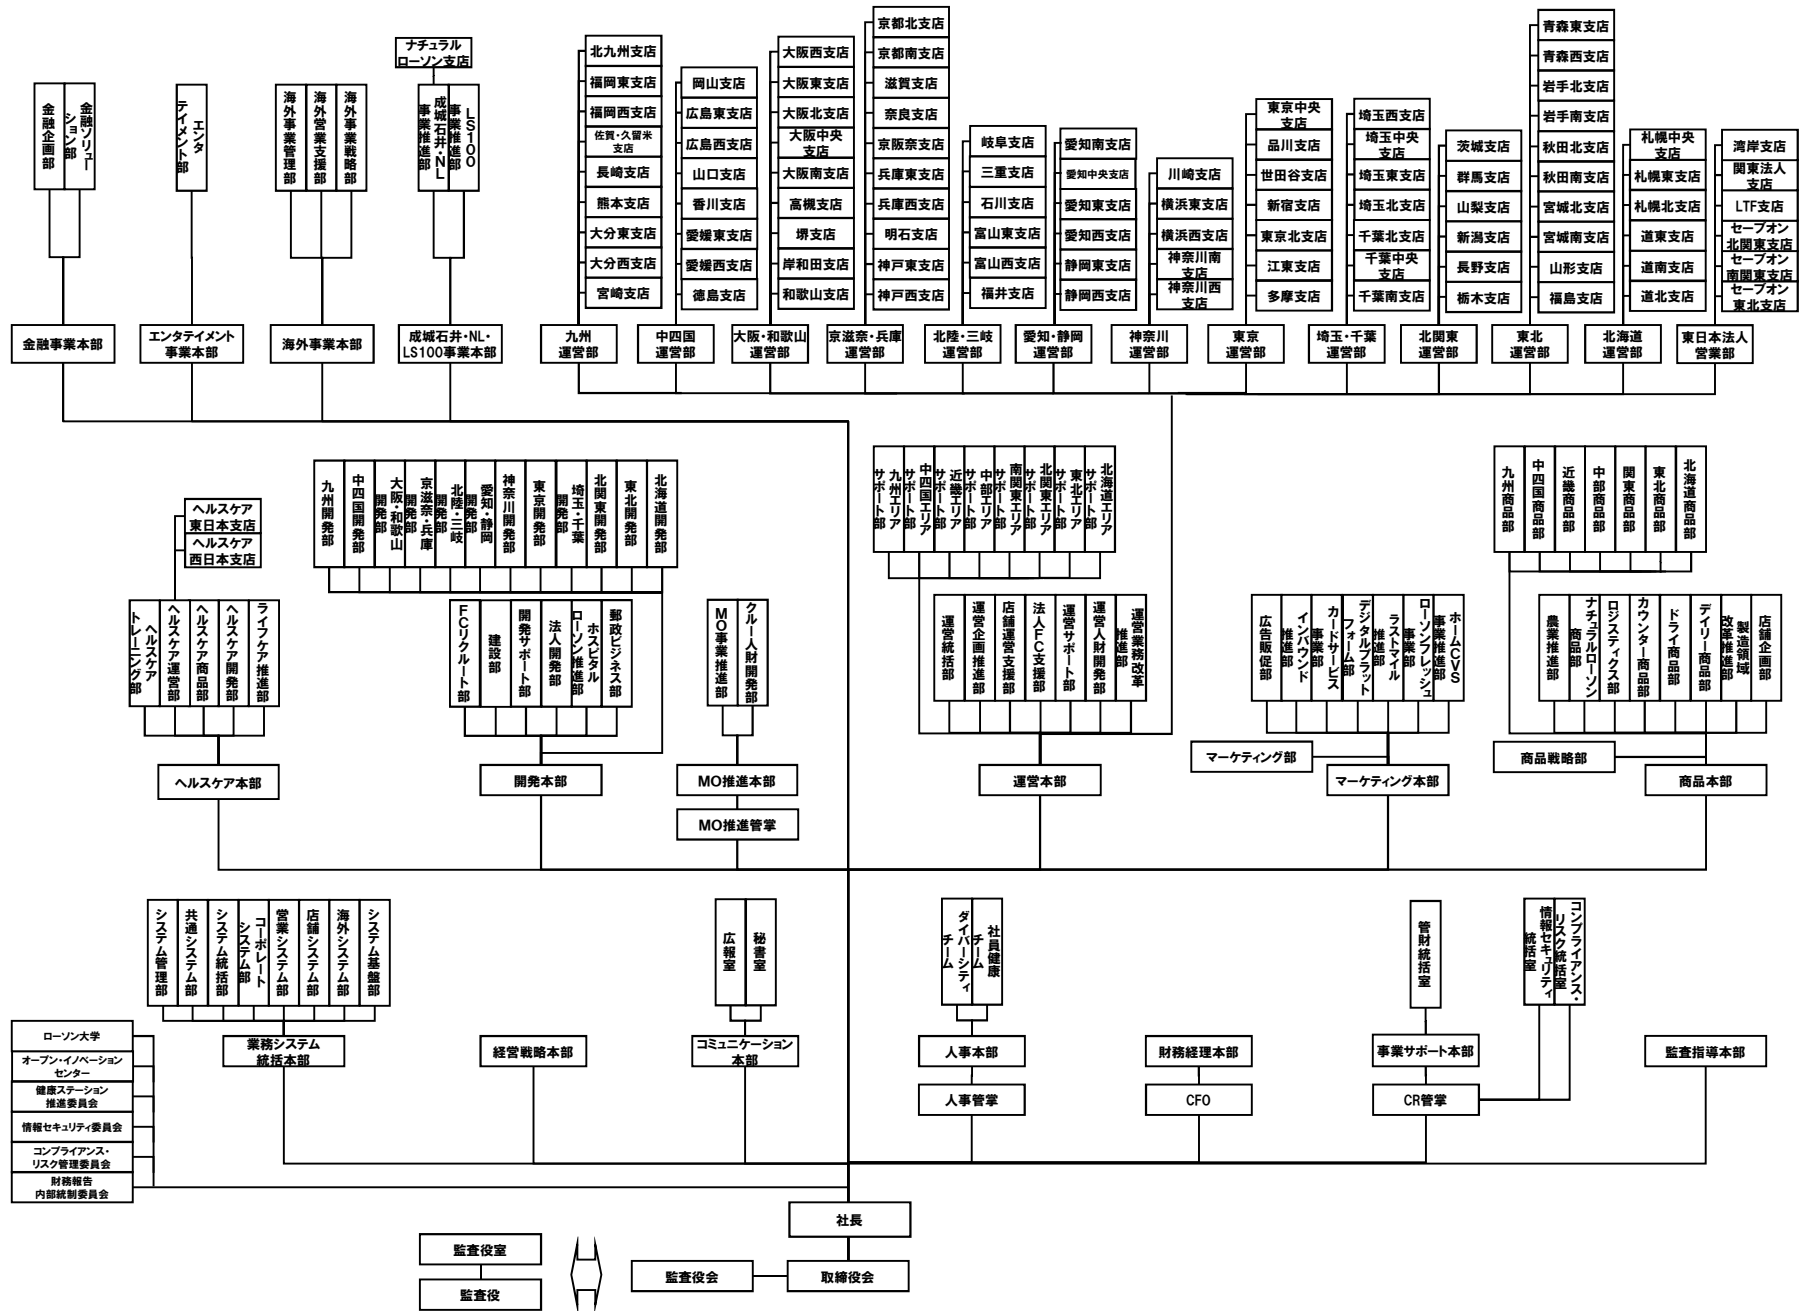 金融企画部
金融ソリュー
ション部
金融事業本部
エンタ
テイメント部
エンタテイメント
事業本部
海外事業管理部
海外営業支援部
海外事業戦略部
海外事業本部
ナチュラル
ローソン支店
成城石井・NL
事業推進部
LS100
事業推進部
成城石井・NL・
LS100事業本部
北九州支店
福岡東支店
福岡西支店
佐賀・久留米
支店
長崎支店
熊本支店
大分東支店
大分西支店
宮崎支店
九州
運営部
岡山支店
広島東支店
広島西支店
山口支店
香川支店
愛媛東支店
愛媛西支店
徳島支店
中四国
運営部
大阪西支店
大阪東支店
大阪北支店
大阪中央
支店
大阪南支店
高槻支店
堺支店
岸和田支店
和歌山支店
大阪・和歌山
運営部
京都北支店
京都南支店
滋賀支店
奈良支店
京阪奈支店
兵庫東支店
兵庫西支店
明石支店
神戸東支店
神戸西支店
京滋奈・兵庫
運営部
岐阜支店
三重支店
石川支店
富山東支店
富山西支店
福井支店
北陸・三岐
運営部
愛知南支店
愛知中央支店
愛知東支店
愛知西支店
静岡東支店
静岡西支店
愛知・静岡
運営部
川崎支店
横浜東支店
横浜西支店
神奈川南
支店
神奈川西
支店
神奈川
運営部
東京中央
支店
品川支店
世田谷支店
新宿支店
東京北支店
江東支店
多摩支店
東京
運営部
埼玉西支店
埼玉中央
支店
埼玉東支店
埼玉北支店
千葉北支店
千葉中央
支店
千葉南支店
埼玉・千葉
運営部
茨城支店
群馬支店
山梨支店
新潟支店
長野支店
栃木支店
北関東
運営部
青森東支店
青森西支店
岩手北支店
岩手南支店
秋田北支店
秋田南支店
宮城北支店
宮城南支店
山形支店
福島支店
東北
運営部
札幌中央
支店
札幌東支店
札幌北支店
道東支店
道南支店
道北支店
北海道
運営部
湾岸支店
関東法人
支店
LTF支店
セーブオン
北関東支店
セーブオン
南関東支店
セーブオン
東北支店
東日本法人
営業部
ヘルスケア
東日本支店
ヘルスケア
西日本支店
ヘルスケア
トレーニング部
ヘルスケア運営部
ヘルスケア商品部
ヘルスケア開発部
ライフケア推進部
ヘルスケア本部
九州開発部
中四国開発部
大阪・和歌山
開発部
京滋奈・兵庫
開発部
北陸・三岐
開発部
愛知・静岡
開発部
神奈川開発部
東京開発部
埼玉・千葉
開発部
北関東開発部
東北開発部
北海道開発部
FCリクルート部
建設部
開発サポート部
法人開発部
ホスピタル
ローソン推進部
郵政ビジネス部
開発本部
MO事業推進部
クルー人財開発部
MO推進本部
MO推進管掌
九州エリア
サポート部
中四国エリア
サポート部
近畿エリア
サポート部
中部エリア
サポート部
南関東エリア
サポート部
北関東エリア
サポート部
東北エリア
サポート部
北海道エリア
サポート部
運営統括部
運営企画推進部
店舗運営支援部
法人FC支援部
運営サポート部
運営人財開発部
運営業務改革
推進部
運営本部
広告販促部
インバウンド
推進部
カードサービス
事業部
デジタルプラット
フォーム部
ラストマイル
推進部
ローソンフレッシュ
事業部
ホームCVS
事業推進部
マーケティング部
マーケティング本部
九州商品部
中四国商品部
近畿商品部
中部商品部
関東商品部
東北商品部
北海道商品部
農業推進部
ナチュラルローソン
商品部
ロジスティクス部
カウンター商品部
ドライ商品部
デイリー商品部
製造領域
改革推進部
店舗企画部
商品戦略部
商品本部
システム管理部
共通システム部
システム統括部
コーポレート
システム部
営業システム部
店舗システム部
海外システム部
システム基盤部
業務システム
統括本部
経営戦略本部
広報室
秘書室
コミュニケーション
本部
ダイバーシティ
チーム
社員健康
チーム
人事本部
人事管掌
財務経理本部
CFO
管財統括室
事業サポート本部
CR管掌
情報セキュリティ
統括室
コンプライアンス・
リスク統括室
監査指導本部
ローソン大学
オープン・イノベーション
センター
健康ステーション
推進委員会
情報セキュリティ委員会
コンプライアンス・
リスク管理委員会
財務報告
内部統制委員会
社長
監査役室
監査役
監査役会
取締役会